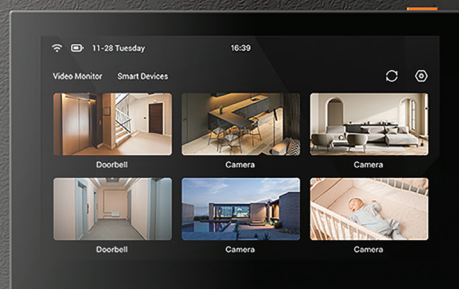 11-28 Tuesday
16:39
Video Monitor Smart Devices
Doorbell
Camera
Camera
Doorbell
Camera
Camera